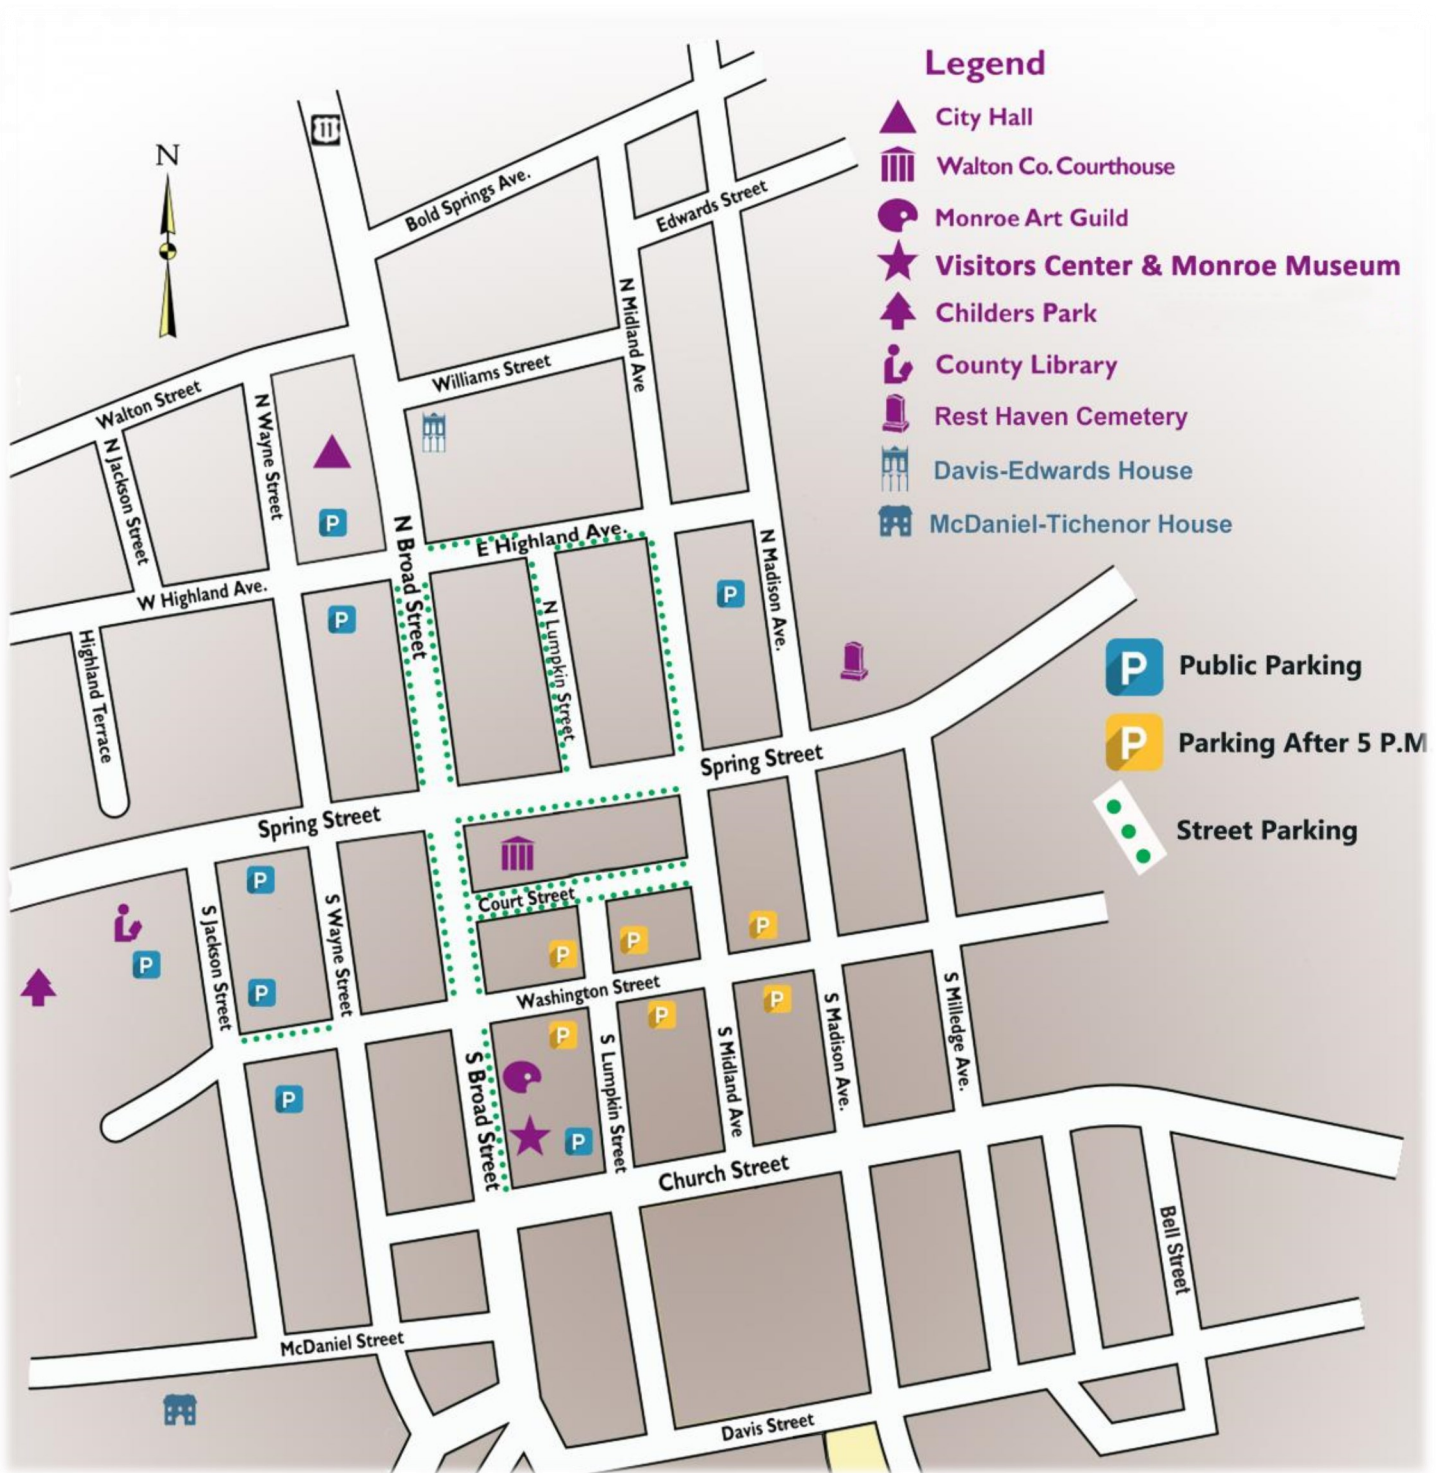 Legend
City Hall
Walton Co. Courthouse
Monroe Art Guild
Visitors Center & Monroe Museum
Childers Park
County Library
Rest Haven Cemetery
Davis-Edwards House
McDaniel-Tichenor House
P Public Parking
P Parking After 5 P.M
Street Parking
N
11
Bold Springs Ave.
Edwards Street
N Midland Ave
Williams Street
Walton Street
N Wayne Street
N Jackson Street
P
N Broad Street
E Highland Ave.
N Madison Ave.
W Highland Ave.
P
P
N Lumpkin Street
Highland Terrace
Spring Street
Spring Street
P
Court Street
S Jackson Street
S Wayne Street
P
P
P
P
P
Washington Street
P
P
P
P
S Broad Street
S Lumpkin Street
S Midland Ave
S Madison Ave.
S Milledge Ave.
P
P
Church Street
Bell Street
McDaniel Street
Davis Street